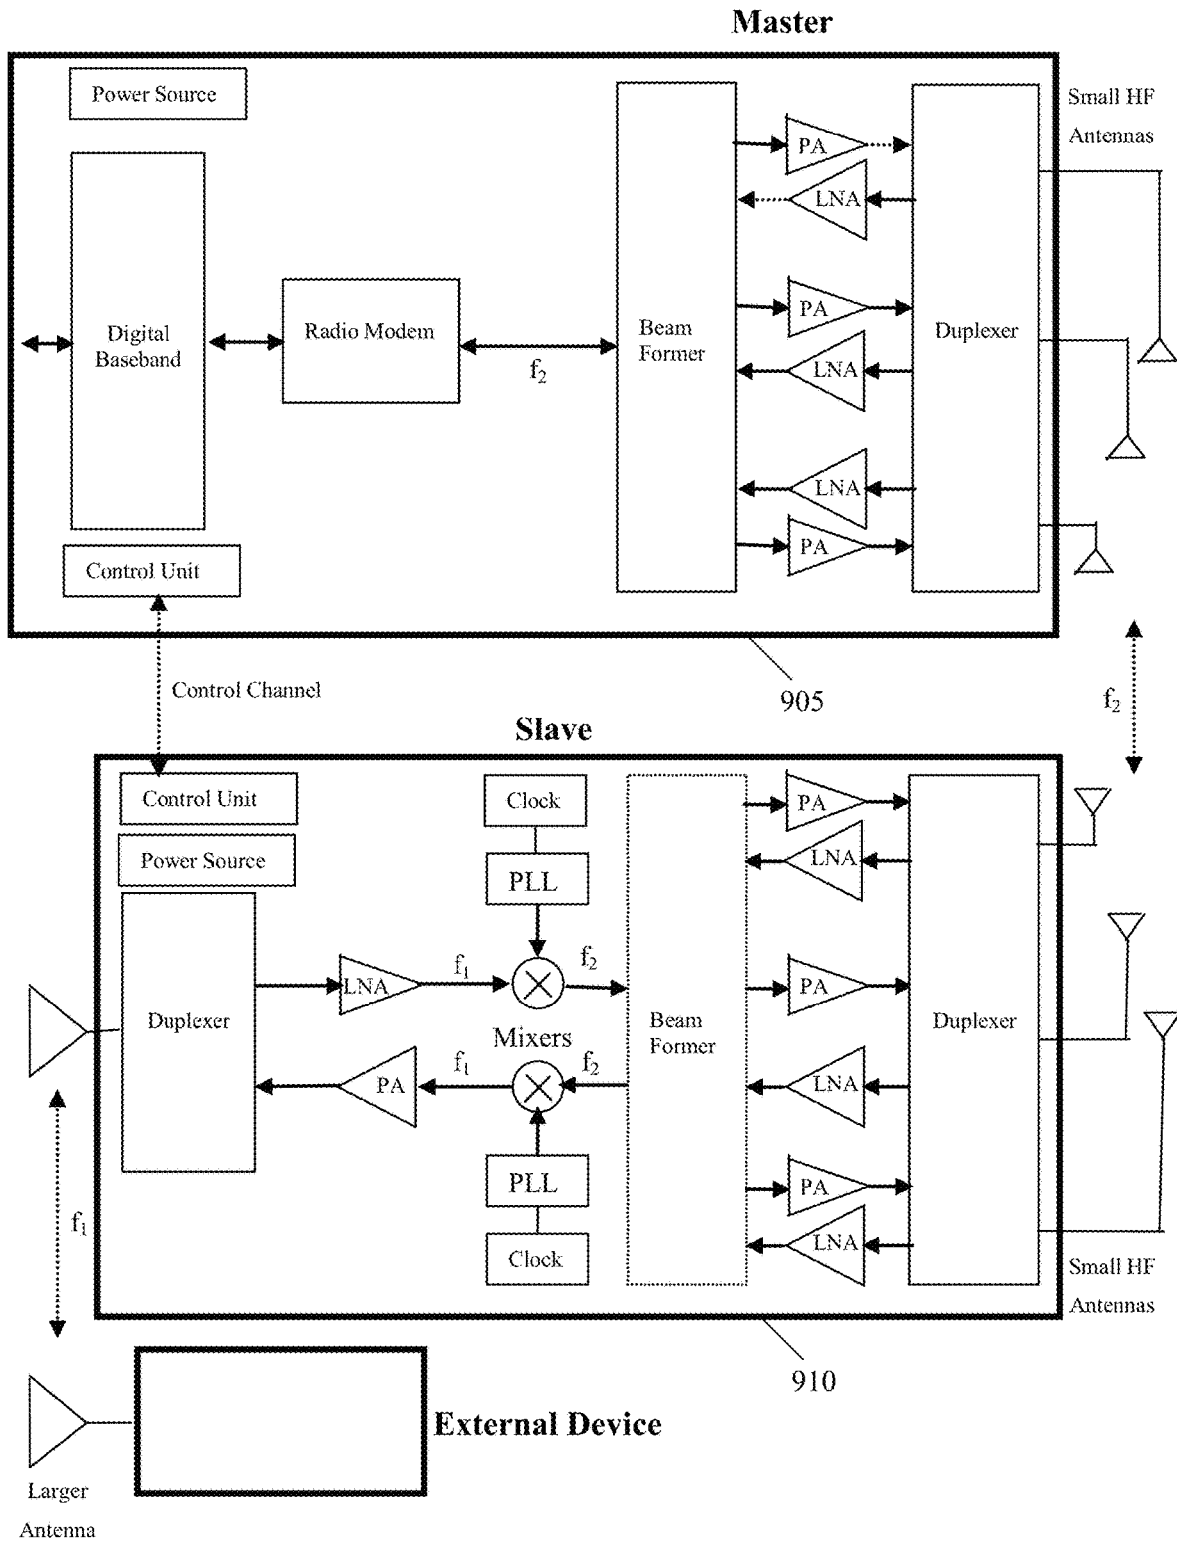 Master
Power Source
Small HF
Antennas
PA
LNA
Digital
Baseband
Radio Modem
f2
Beam
Former
PA
LNA
Duplexer
LNA
PA
Control Unit
Control Channel
905
f2
Slave
Control Unit
Power Source
Clock
PLL
PA
LNA
Duplexer
LNA
f1
f2
Mixers
PA
f1
f2
PLL
Clock
Beam
Former
PA
LNA
PA
LNA
Duplexer
f1
Small HF
Antennas
910
External Device
Larger
Antenna